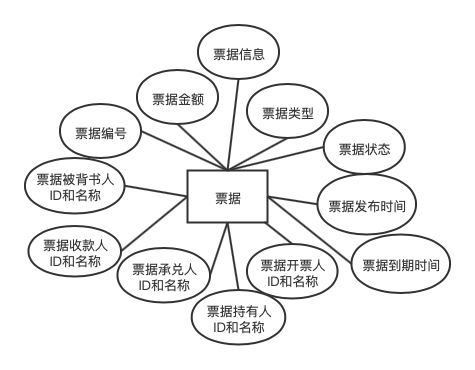 票据信息
票据金额
票据类型
票据编号
票据状态
票据被背书人
ID和名称
票据
票据发布时间
票据收款人
ID和名称
票据承兑人
ID和名称
票据开票人
ID和名称
票据到期时间
票据持有人
ID和名称